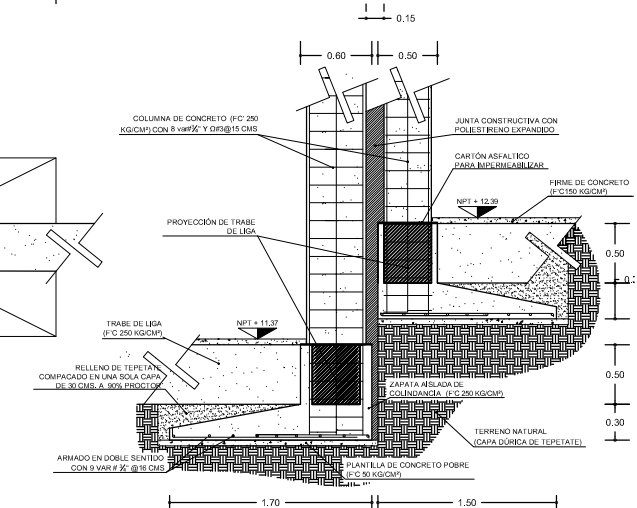 0.15
0.60
0.50
COLUMNA DE CONCRETO (FC' 250
KG/CM²) CON 8 var#¾" Y Ω#3@15 CMS
JUNTA CONSTRUCTIVA CON
POLIESTIRENO EXPANDIDO
CARTÓN ASFALTICO
PARA IMPERMEABILIZAR
FIRME DE CONCRETO
(F'C150 KG/CM²)
NPT + 12.39
PROYECCIÓN DE TRABE
DE LIGA
0.50
TRABE DE LIGA
(F'C 250 KG/CM²)
NPT + 11.37
RELLENO DE TEPETATE
COMPACADO EN UNA SOLA CAPA
DE 30 CMS. A 90% PROCTOR
0.50
ZAPATA AISLADA DE
COLINDANCIA (F'C 250 KG/CM²)
0.30
TERRENO NATURAL
(CAPA DÚRICA DE TEPETATE)
ARMADO EN DOBLE SENTIDO
CON 9 VAR # ¾" @16 CMS
PLANTILLA DE CONCRETO POBRE
(F'C 50 KG/CM²)
1.70
1.50